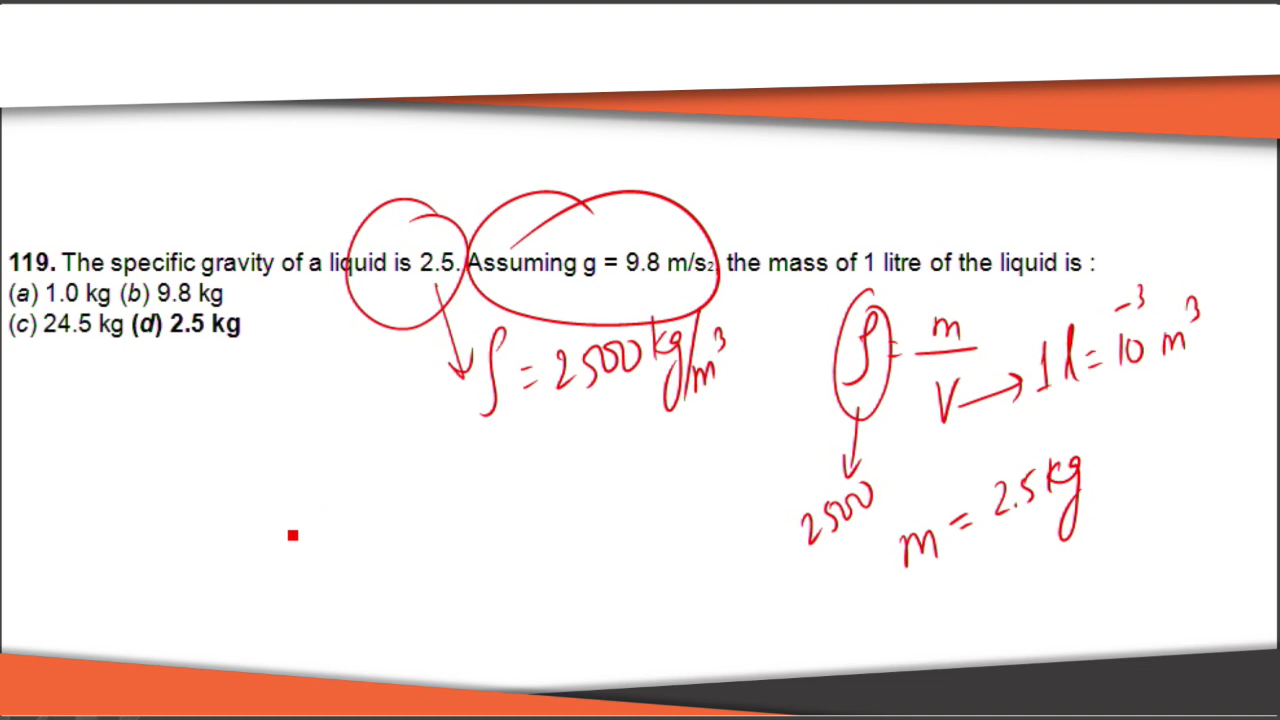 119. The specific gravity of a liquid is 2.5. Assuming g = 9.8 m/s2, the mass of 1 litre of the liquid is :
(a) 1.0 kg (b) 9.8 kg
(c) 24.5 kg (d) 2.5 kg
ρ = 2500 kg/m³
ρ = m/V → 1 l = 10⁻³ m³
2500
m = 2.5 kg